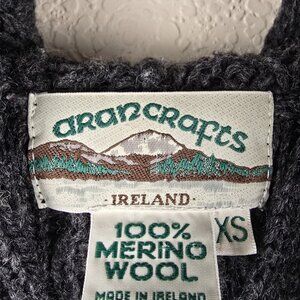 arancrafts
· IRELAND ·
XS
100%
MERINO
WOOL
MADE IN IRELAND